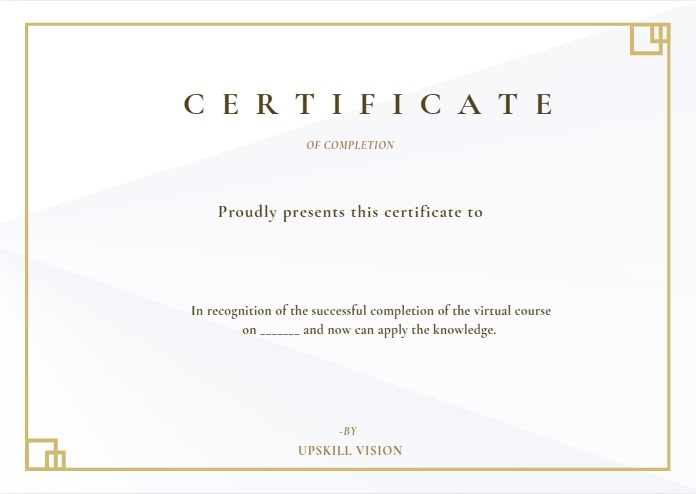 CERTIFICATE
OF COMPLETION
Proudly presents this certificate to
In recognition of the successful completion of the virtual course
on _______ and now can apply the knowledge.
-BY
UPSKILL VISION